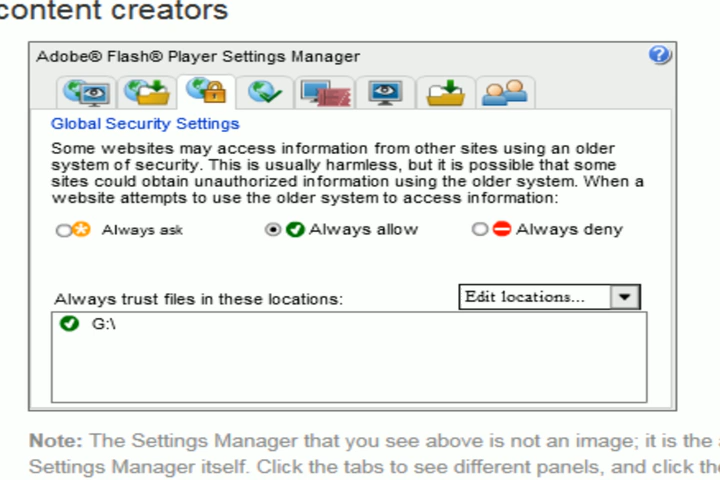 content creators
Adobe® Flash® Player Settings Manager
Global Security Settings
Some websites may access information from other sites using an older
system of security. This is usually harmless, but it is possible that some
sites could obtain unauthorized information using the older system. When a
website attempts to use the older system to access information:
Always ask Always allow Always deny
Always trust files in these locations: Edit locations...
G:\
Note: The Settings Manager that you see above is not an image; it is the
Settings Manager itself. Click the tabs to see different panels, and click the